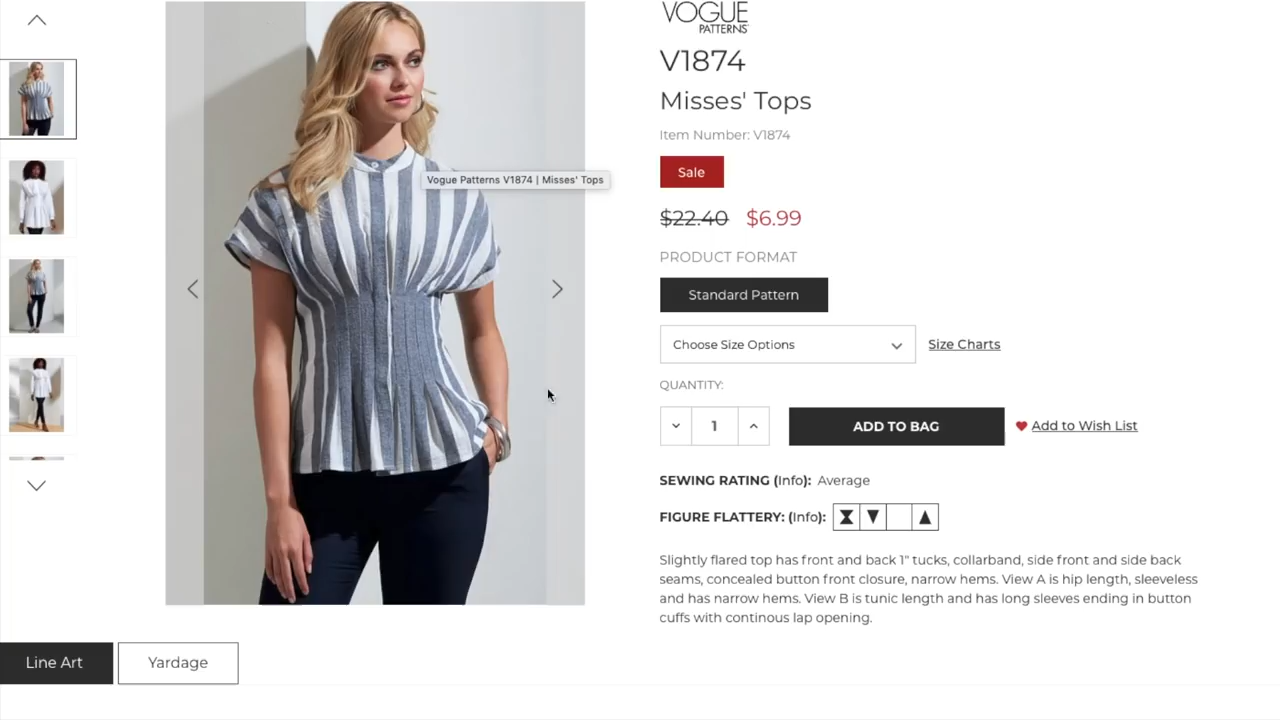 VOGUE
PATTERNS
V1874
Misses' Tops
Item Number: V1874
Sale
Vogue Patterns V1874 | Misses' Tops
$22.40 $6.99
PRODUCT FORMAT
Standard Pattern
Choose Size Options
Size Charts
QUANTITY:
1
ADD TO BAG
Add to Wish List
SEWING RATING (Info): Average
FIGURE FLATTERY: (Info):
Slightly flared top has front and back 1" tucks, collarband, side front and side back
seams, concealed button front closure, narrow hems. View A is hip length, sleeveless
and has narrow hems. View B is tunic length and has long sleeves ending in button
cuffs with continous lap opening.
Line Art
Yardage